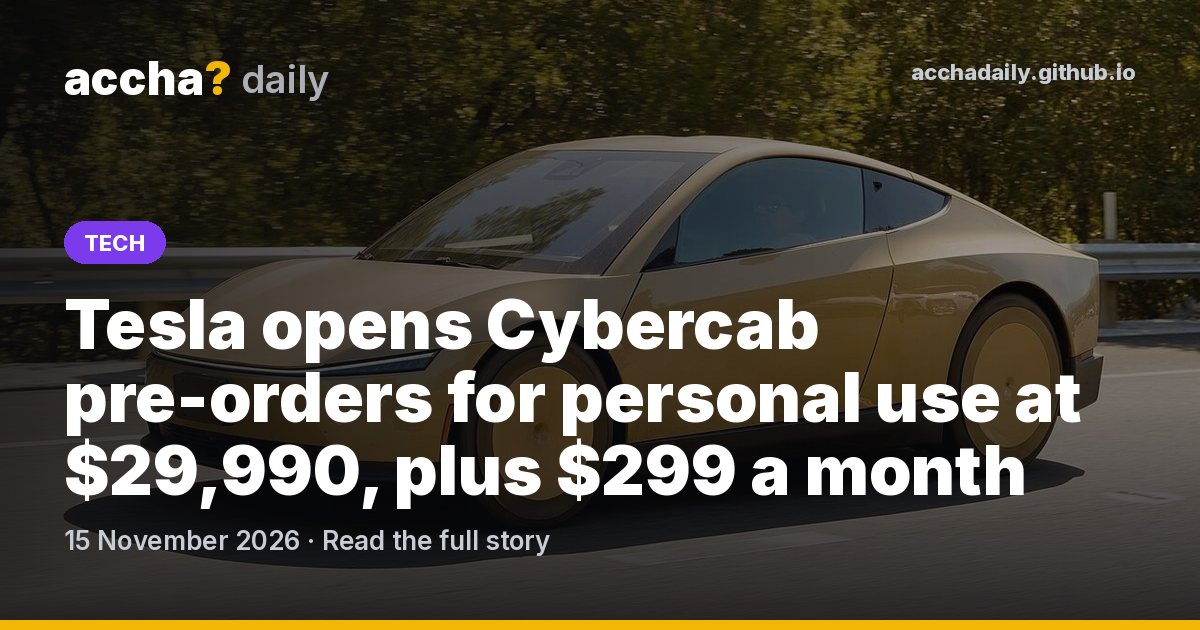 accha? daily
acchadaily.github.io
TECH
Tesla opens Cybercab
pre-orders for personal use at
$29,990, plus $299 a month
15 November 2026 · Read the full story